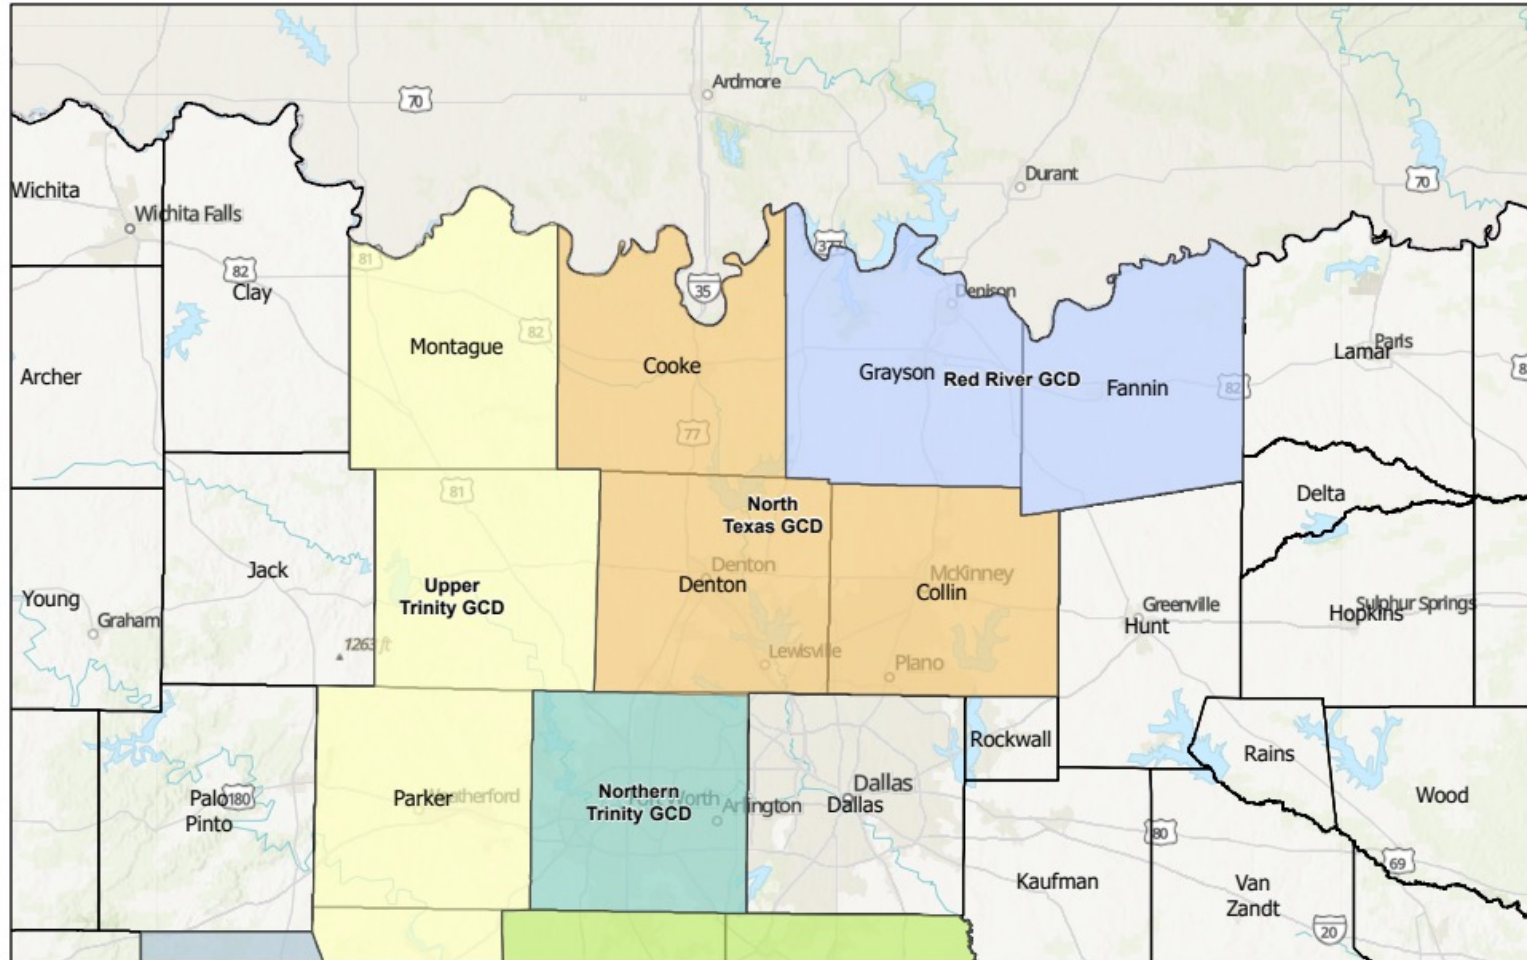 Ardmore
70
Durant
70
Wichita
Wichita Falls
377
81
82
Clay
35
Denison
82
Montague
Cooke
Paris
Lamar
Archer
Grayson
Red River GCD
Fannin
82
77
81
North
Texas GCD
Delta
Jack
Denton
McKinney
Upper
Trinity GCD
Denton
Collin
Young
Graham
Greenville
Hunt
Sulphur Springs
Hopkins
1263 ft
Lewisville
Plano
Rockwall
Rains
Palo
Pinto
180
Parker
Weatherford
Northern
Trinity GCD
Fort Worth
Arlington
Dallas
Dallas
Wood
80
69
Kaufman
Van
Zandt
20